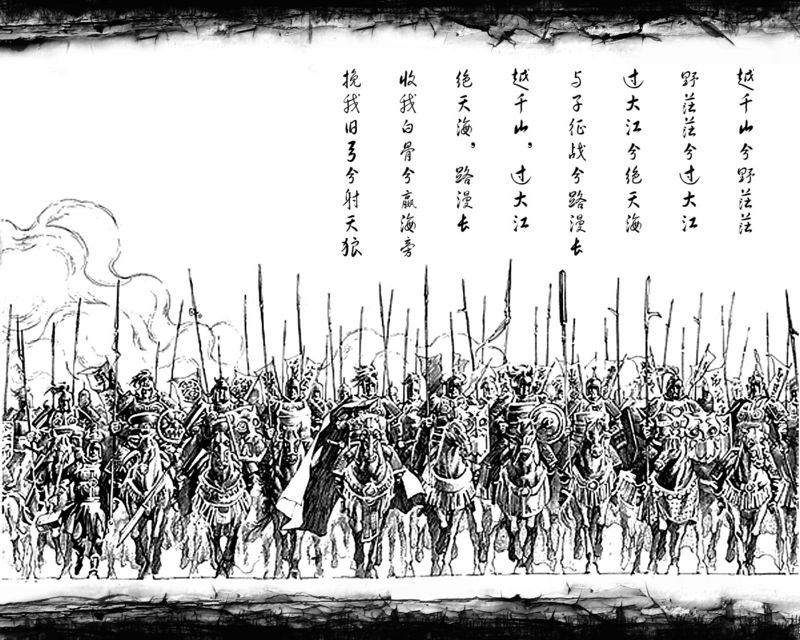 越千山兮野茫茫
野茫茫兮过大江
过大江兮绝天海
与子征战兮路漫长
越千山。过大江
绝天海。路漫长
收我白骨兮瀛海旁
挽我旧弓兮射天狼